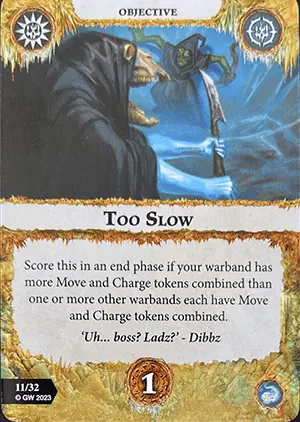 OBJECTIVE
TOO SLOW
Score this in an end phase if your warband has
more Move and Charge tokens combined than
one or more other warbands each have Move
and Charge tokens combined.
‘Uh... boss? Ladz?’ - Dibbz
11/32
© GW 2023
1